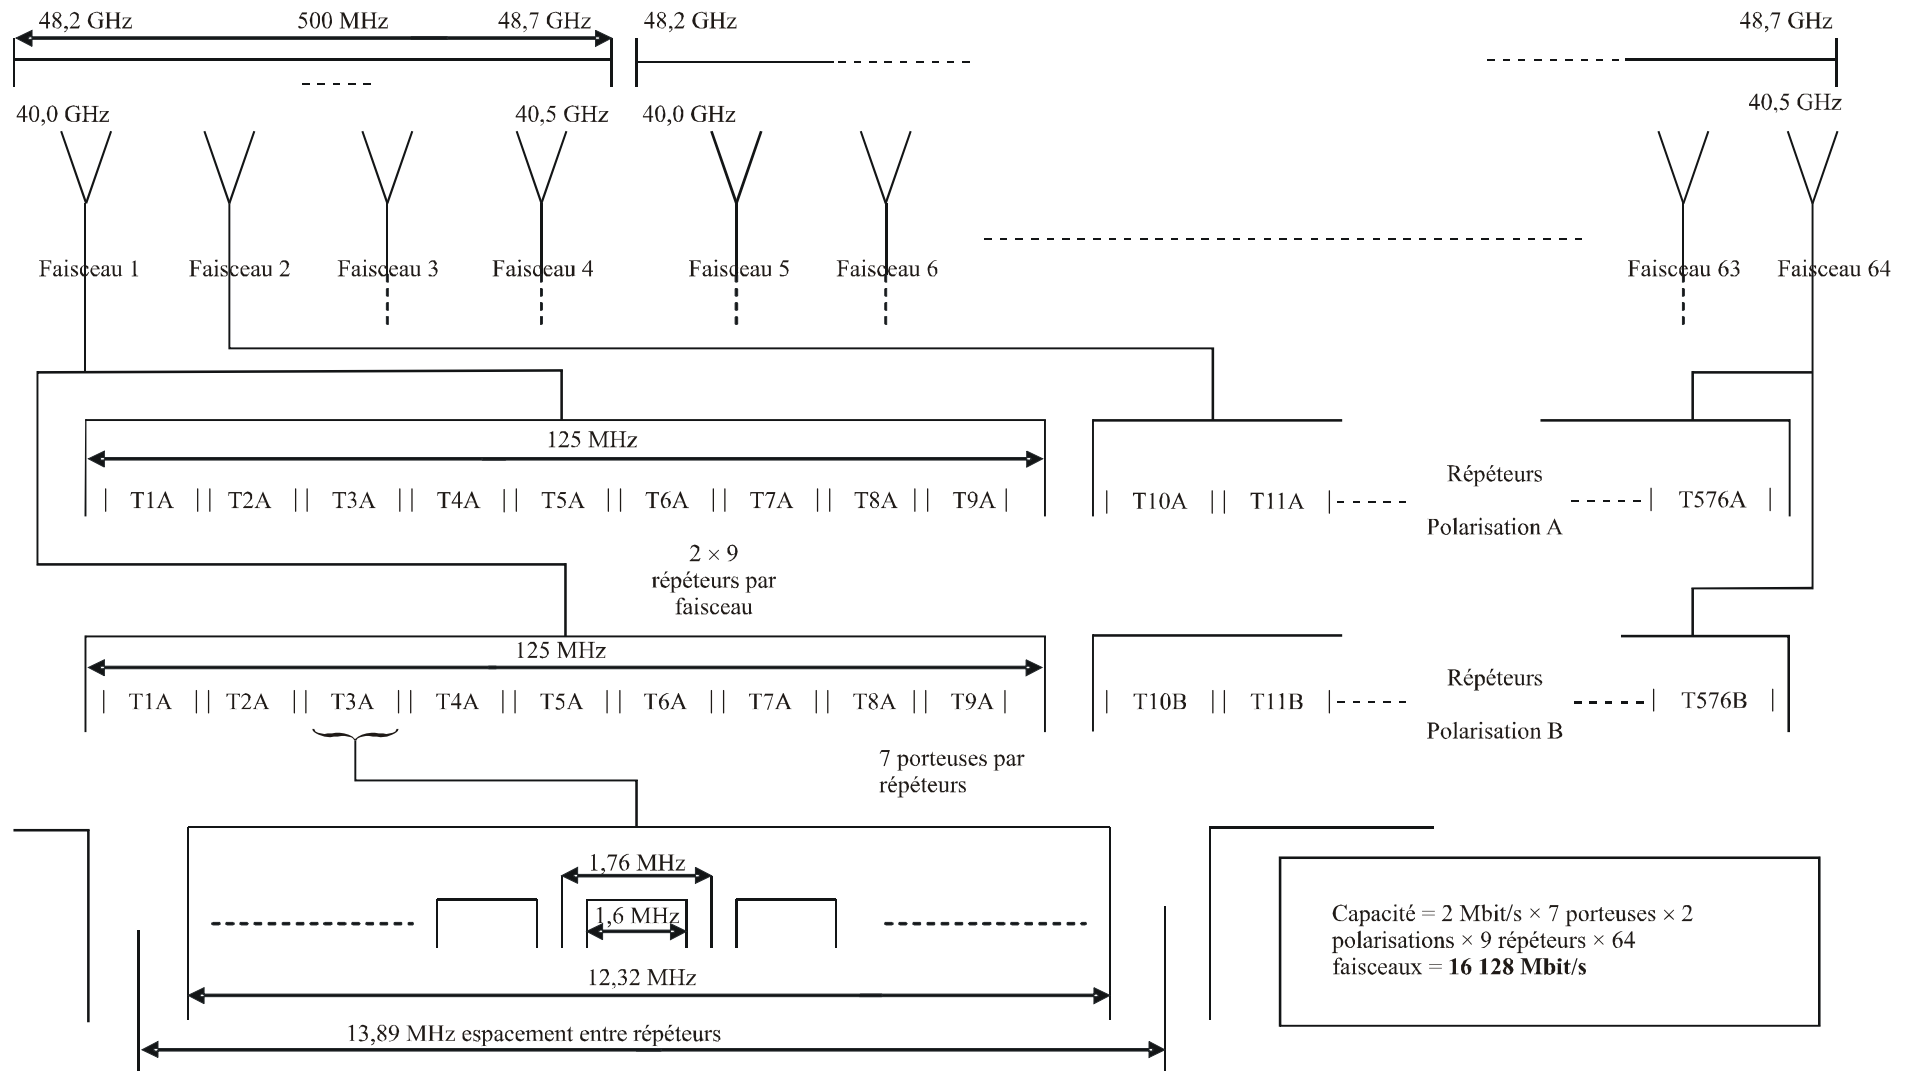 48,2 GHz 500 MHz 48,7 GHz 48,2 GHz 48,7 GHz
40,0 GHz 40,5 GHz 40,0 GHz 40,5 GHz
Faisceau 1 Faisceau 2 Faisceau 3 Faisceau 4 Faisceau 5 Faisceau 6 Faisceau 63 Faisceau 64
125 MHz
T1A T2A T3A T4A T5A T6A T7A T8A T9A T10A T11A T576A
Répéteurs
Polarisation A
2 × 9
répéteurs par
faisceau
125 MHz
T1A T2A T3A T4A T5A T6A T7A T8A T9A T10B T11B T576B
Répéteurs
Polarisation B
7 porteuses par
répéteurs
1,76 MHz
1,6 MHz
12,32 MHz
13,89 MHz espacement entre répéteurs
Capacité = 2 Mbit/s × 7 porteuses × 2
polarisations × 9 répéteurs × 64
faisceaux = 16 128 Mbit/s